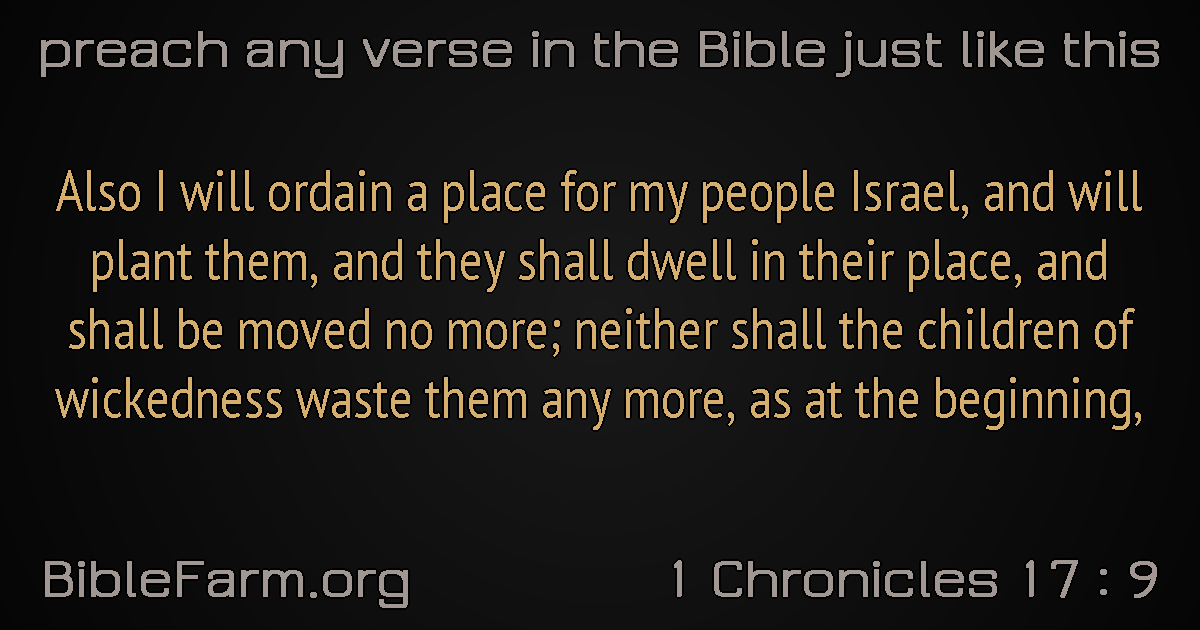 preach any verse in the Bible just like this
Also I will ordain a place for my people Israel, and will
plant them, and they shall dwell in their place, and
shall be moved no more; neither shall the children of
wickedness waste them any more, as at the beginning,
BibleFarm.org
1 Chronicles 17 : 9